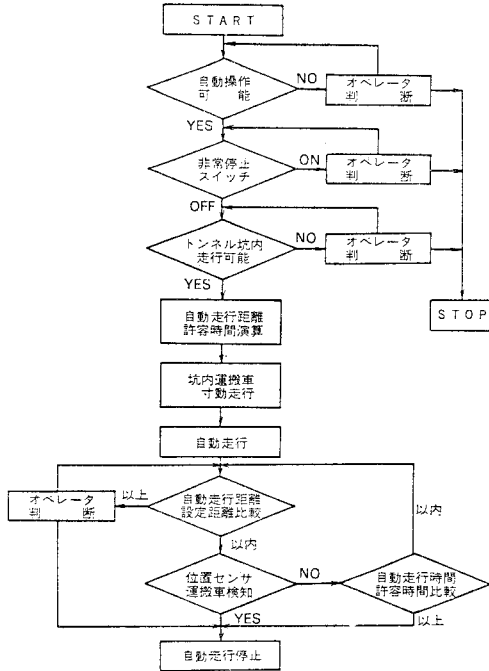 START
自動操作
可能
NO
オペレータ
判断
YES
非常停止
スイッチ
ON
オペレータ
判断
OFF
トンネル坑内
走行可能
NO
オペレータ
判断
YES
STOP
自動走行距離
許容時間演算
坑内運搬車
寸動走行
自動走行
オペレータ
判断
以上
自動走行距離
設定距離比較
以内
以内
位置センサ
運搬車検知
NO
自動走行時間
許容時間比較
YES
以上
自動走行停止